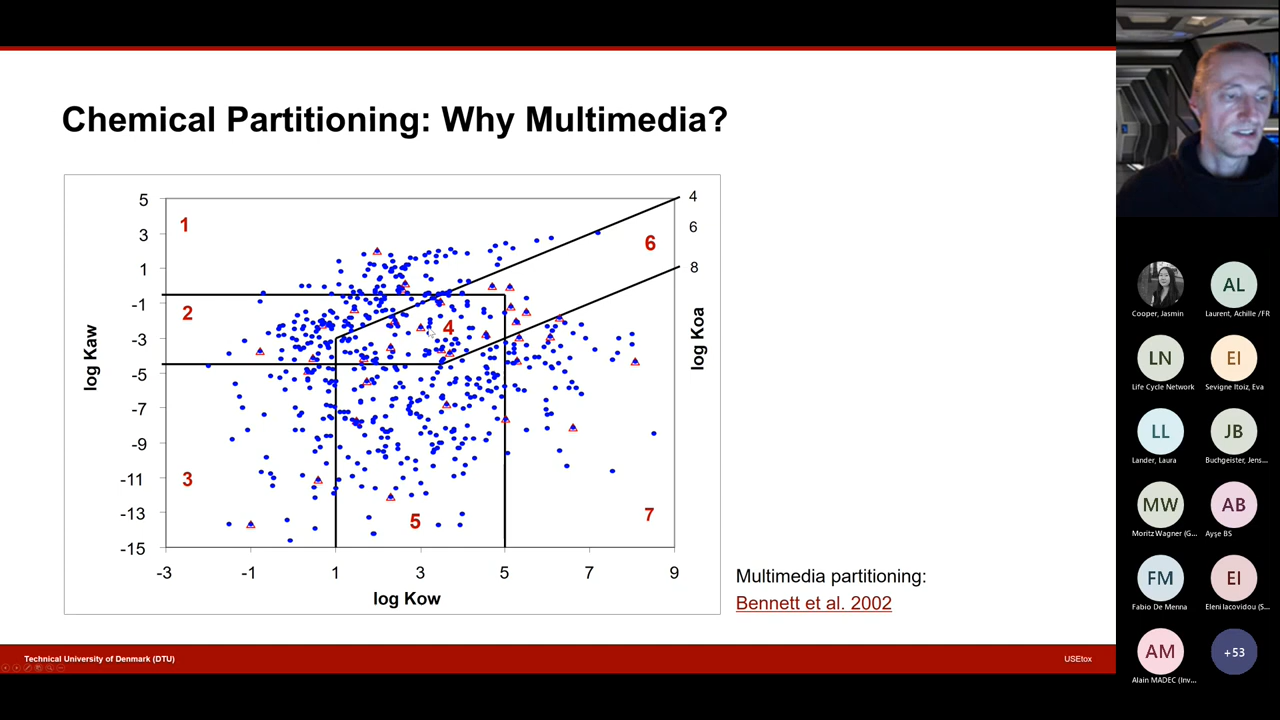 Chemical Partitioning: Why Multimedia?
5
3
1
-1
-3
-5
-7
-9
-11
-13
-15
log Kaw
1
2
3
4
5
6
7
4
6
8
log Koa
-3
-1
1
3
5
7
9
log Kow
Multimedia partitioning:
Bennett et al. 2002
Technical University of Denmark (DTU)
USEtox
Cooper, Jasmin
AL
Laurent, Achille /FR
LN
Life Cycle Network
EI
Sevigne Itoiz, Eva
LL
Lander, Laura
JB
Buchgeister, Jens...
MW
Moritz Wagner (G...
AB
Ayşe BS
FM
Fabio De Menna
EI
Eleni Iacovidou (S...
AM
Alain MADEC (Inv...
+53